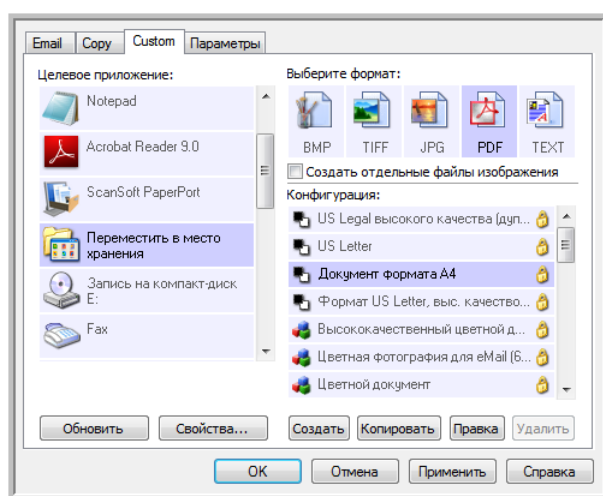 Email Copy Custom Параметры
Целевое приложение:
Notepad
Acrobat Reader 9.0
ScanSoft PaperPort
Переместить в место
хранения
Запись на компакт-диск
E:
Fax
Обновить Свойства...
Выберите формат:
BMP TIFF JPG PDF TEXT
Создать отдельные файлы изображения
Конфигурация:
US Legal высокого качества (дуп...
US Letter
Документ формата A4
Формат US Letter, выс. качество...
Высококачественный цветной д...
Цветная фотография для eMail (6...
Цветной документ
Создать Копировать Правка Удалить
OK Отмена Применить Справка